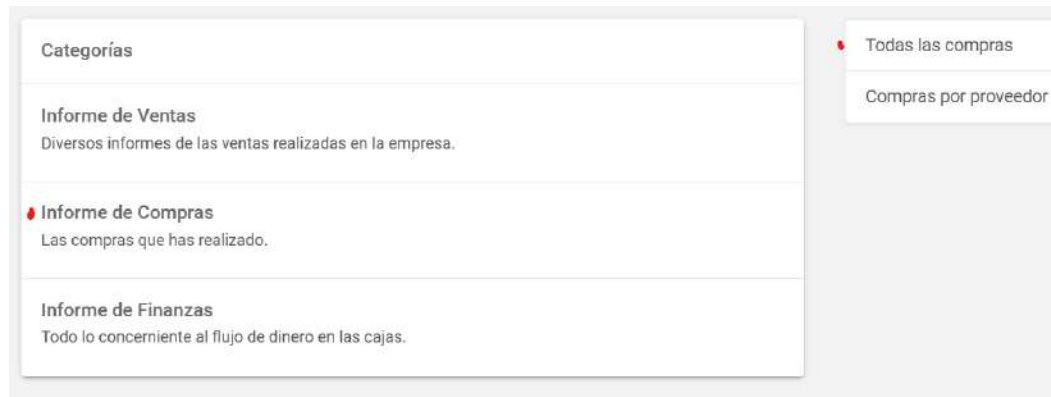 Categorías
Informe de Ventas
Diversos informes de las ventas realizadas en la empresa.
Informe de Compras
Las compras que has realizado.
Informe de Finanzas
Todo lo concerniente al flujo de dinero en las cajas.
Todas las compras
Compras por proveedor